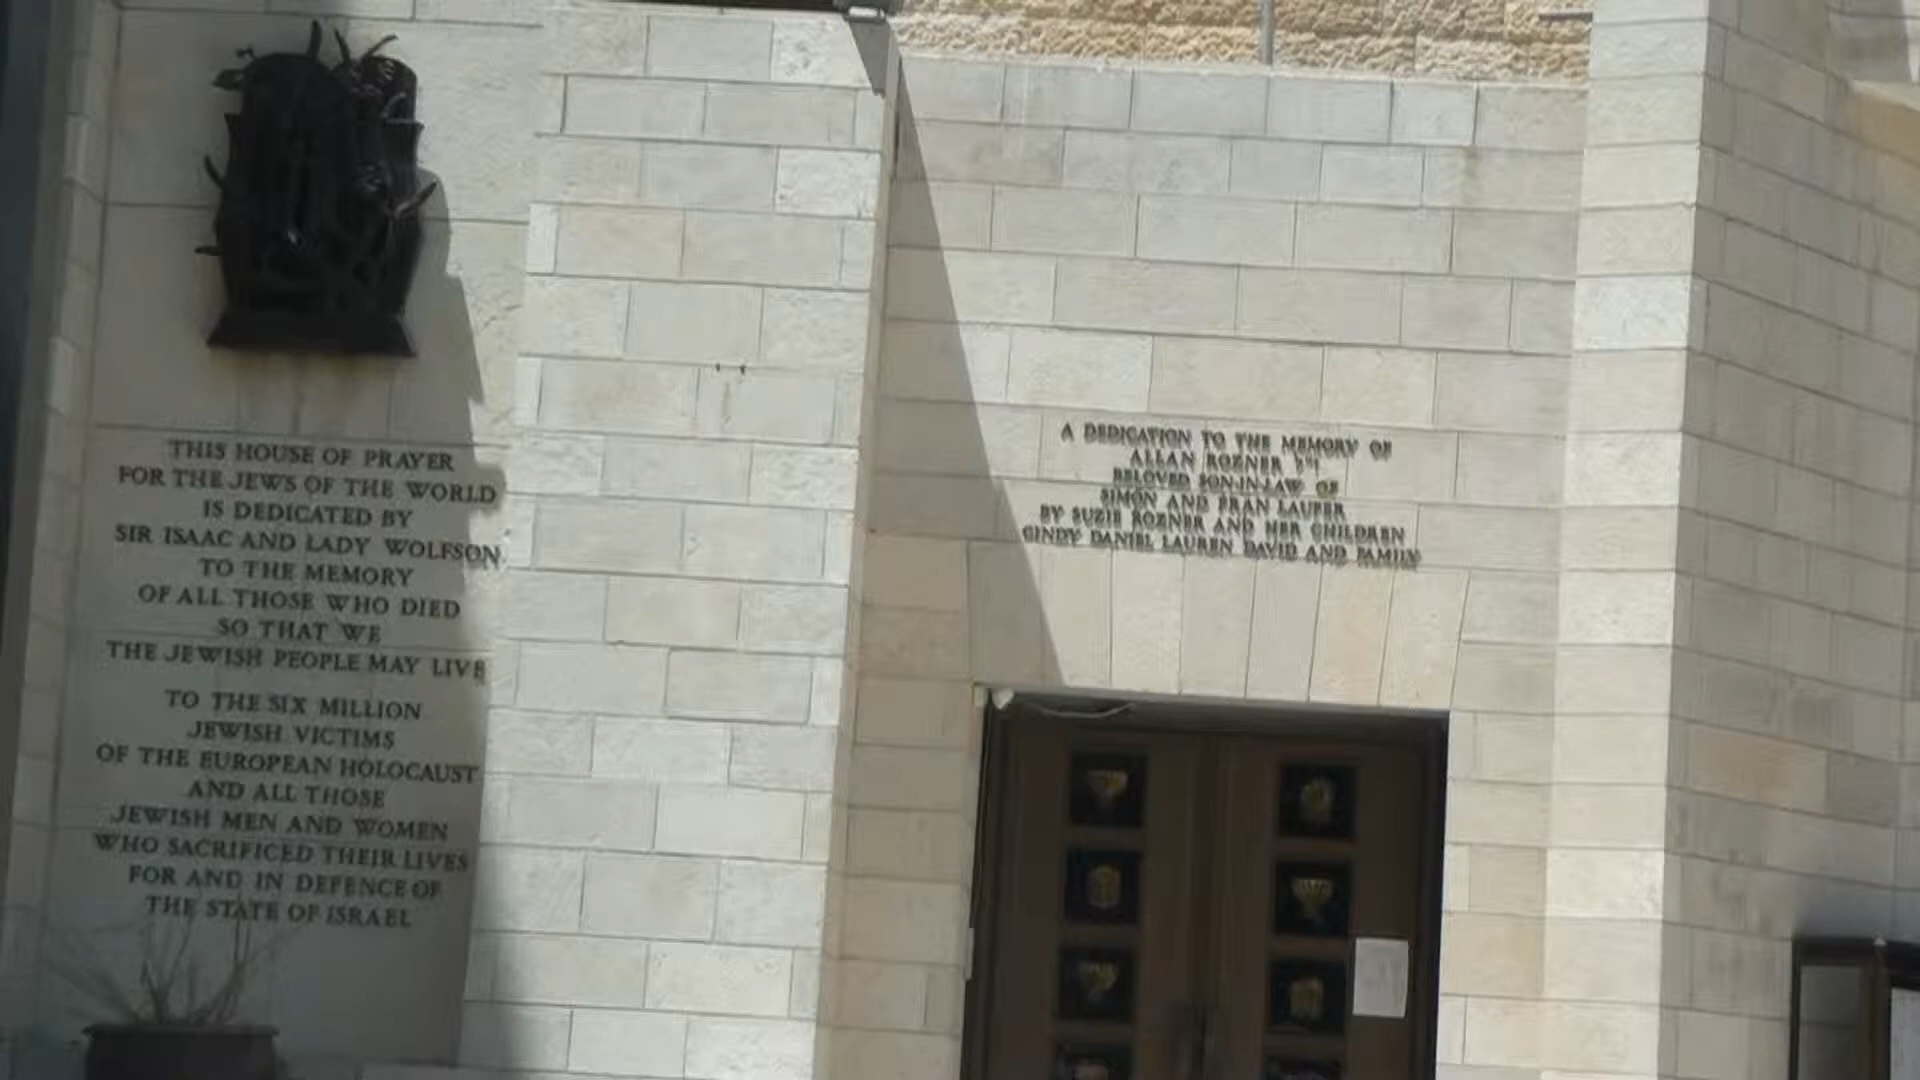 THIS HOUSE OF PRAYER
FOR THE JEWS OF THE WORLD
IS DEDICATED BY
SIR ISAAC AND LADY WOLFSON
TO THE MEMORY
OF ALL THOSE WHO DIED
SO THAT WE
THE JEWISH PEOPLE MAY LIVE
TO THE SIX MILLION
JEWISH VICTIMS
OF THE EUROPEAN HOLOCAUST
AND ALL THOSE
JEWISH MEN AND WOMEN
WHO SACRIFICED THEIR LIVES
FOR AND IN DEFENCE OF
THE STATE OF ISRAEL
A DEDICATION TO THE MEMORY OF
ALLAN ROZNER ז"ל
BELOVED SON-IN-LAW OF
SIMON AND FRAN LAUFER
BY SUZIE ROZNER AND HER CHILDREN
CINDY DANIEL LAUREN DAVID AND FAMILY